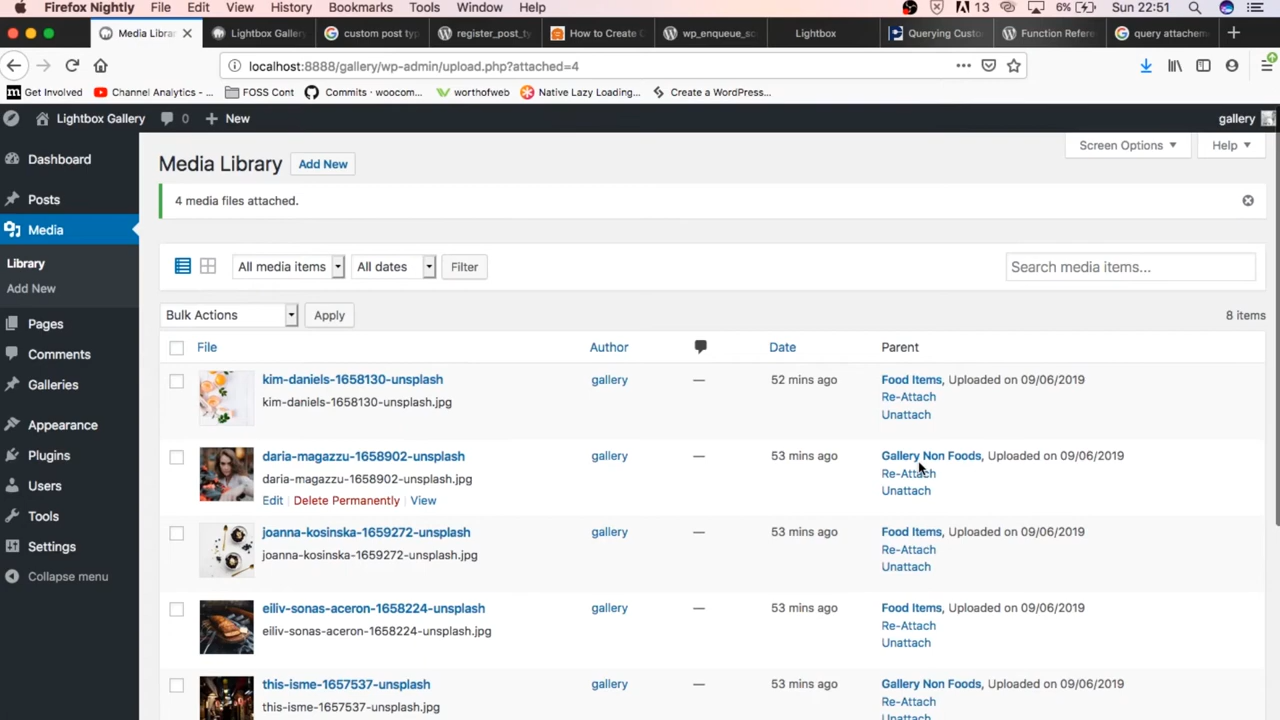 Firefox Nightly File Edit View History Bookmarks Tools Window Help 13 6% Sun 22:51
Media Librar Lightbox Gallery custom post typ register_post_ty How to Create C wp_enqueue_sc Lightbox Querying Custo Function Refere query attachem
localhost:8888/gallery/wp-admin/upload.php?attached=4
Get Involved Channel Analytics - ... FOSS Cont Commits · woocom... worthofweb Native Lazy Loading... Create a WordPress...
Lightbox Gallery 0 + New gallery
Screen Options Help
Dashboard
Posts
Media
Library
Add New
Pages
Comments
Galleries
Appearance
Plugins
Users
Tools
Settings
Collapse menu
Media Library Add New
4 media files attached.
All media items All dates Filter Search media items...
Bulk Actions Apply 8 items
File Author Date Parent
kim-daniels-1658130-unsplash gallery — 52 mins ago Food Items, Uploaded on 09/06/2019
kim-daniels-1658130-unsplash.jpg Re-Attach
Unattach
daria-magazzu-1658902-unsplash gallery — 53 mins ago Gallery Non Foods, Uploaded on 09/06/2019
daria-magazzu-1658902-unsplash.jpg Re-Attach
Edit | Delete Permanently | View Unattach
joanna-kosinska-1659272-unsplash gallery — 53 mins ago Food Items, Uploaded on 09/06/2019
joanna-kosinska-1659272-unsplash.jpg Re-Attach
Unattach
eiliv-sonas-aceron-1658224-unsplash gallery — 53 mins ago Food Items, Uploaded on 09/06/2019
eiliv-sonas-aceron-1658224-unsplash.jpg Re-Attach
Unattach
this-isme-1657537-unsplash gallery — 53 mins ago Gallery Non Foods, Uploaded on 09/06/2019
this-isme-1657537-unsplash.jpg Re-Attach
Unattach